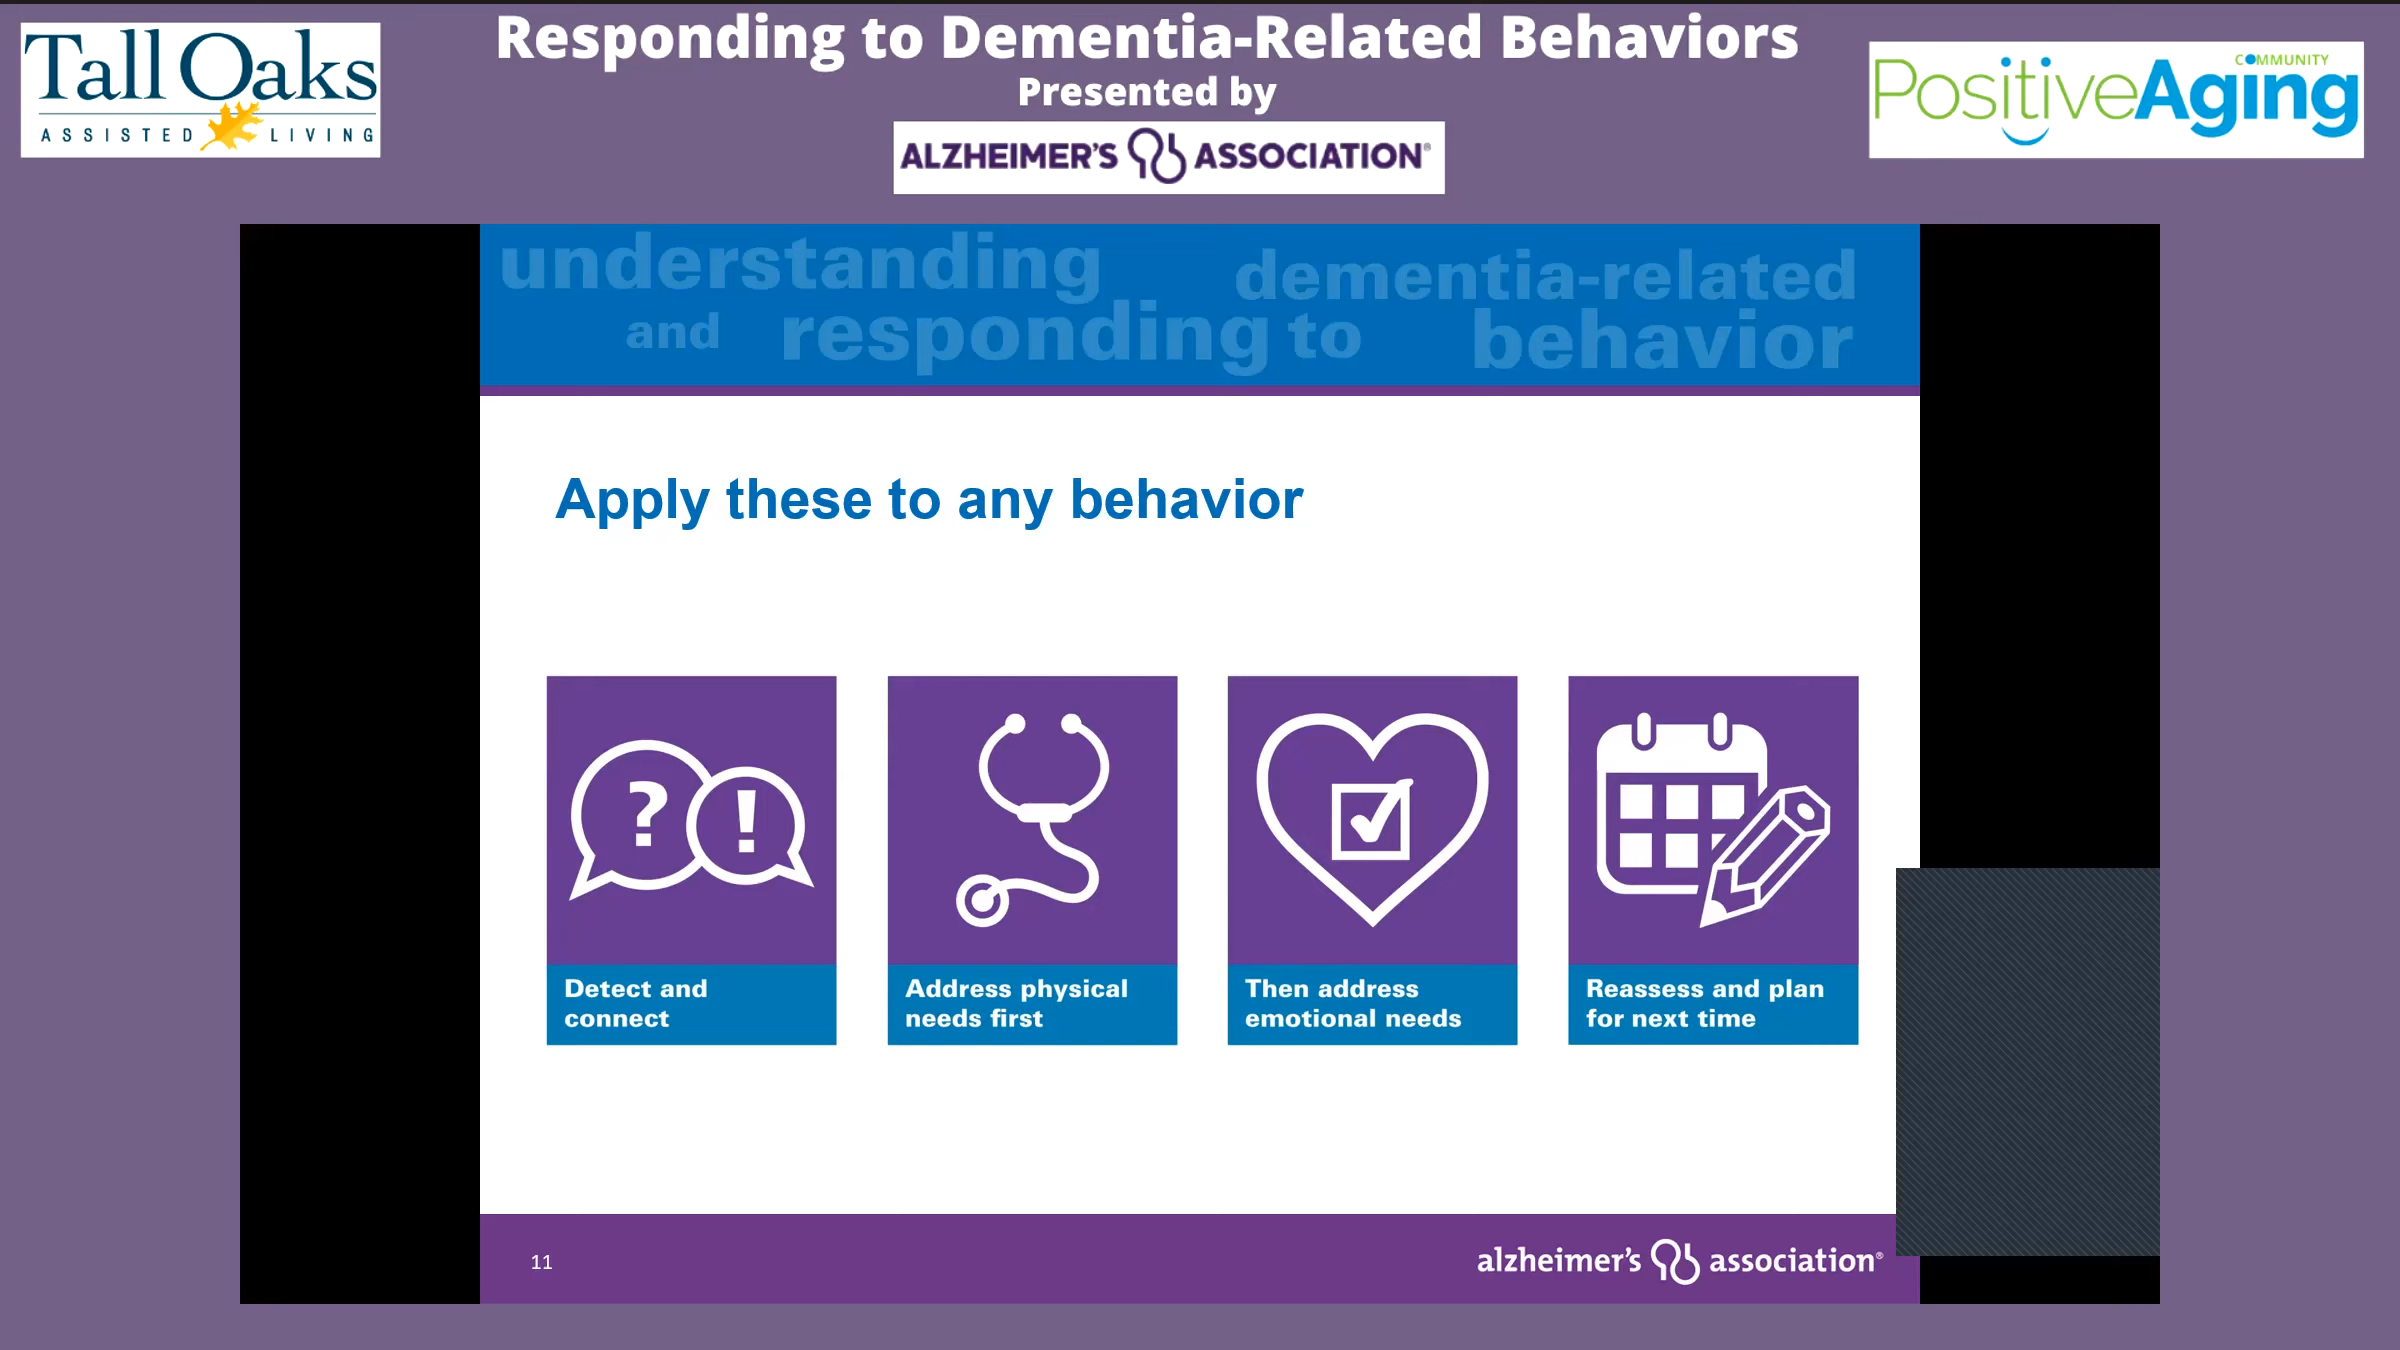 Tall Oaks
ASSISTED LIVING
Responding to Dementia-Related Behaviors
Presented by
ALZHEIMER'S ASSOCIATION®
COMMUNITY
PositiveAging
understanding dementia-related
and responding to behavior
Apply these to any behavior
? !
Detect and
connect
Address physical
needs first
Then address
emotional needs
Reassess and plan
for next time
11
alzheimer's association®